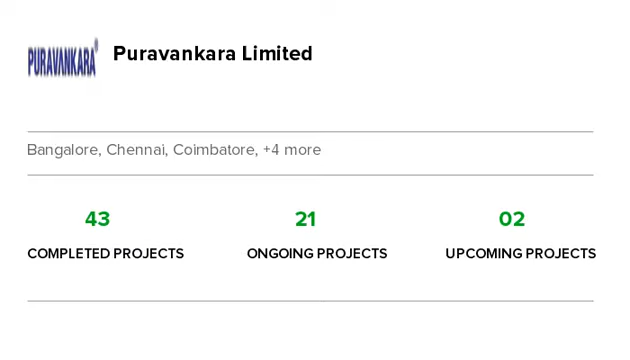 PURAVANKARA®
Puravankara Limited
Bangalore, Chennai, Coimbatore, +4 more
43 21 02
COMPLETED PROJECTS ONGOING PROJECTS UPCOMING PROJECTS